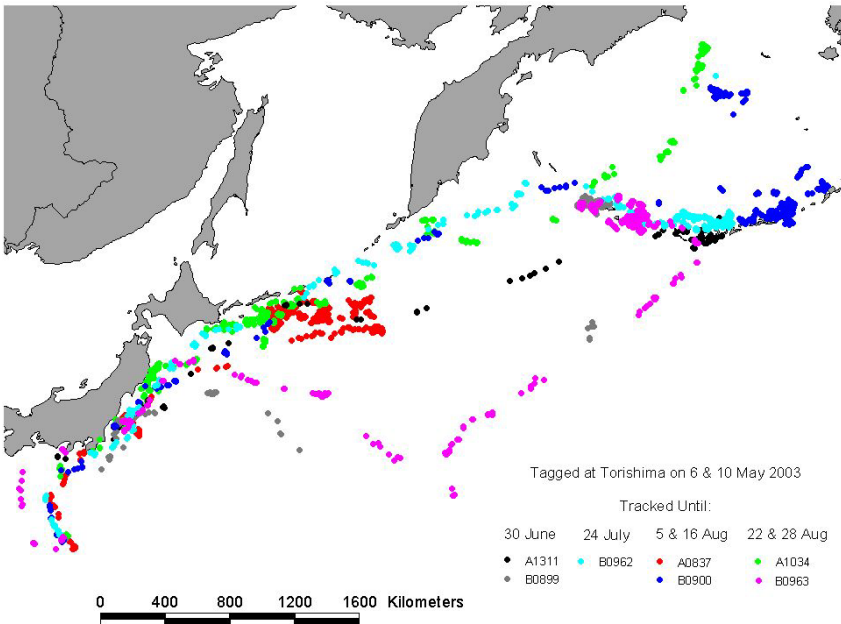 Tagged at Torishima on 6 & 10 May 2003
Tracked Until:
30 June 24 July 5 & 16 Aug 22 & 28 Aug
A1311 B0962 A0837 A1034
B0899 B0900 B0963
0 400 800 1200 1600 Kilometers